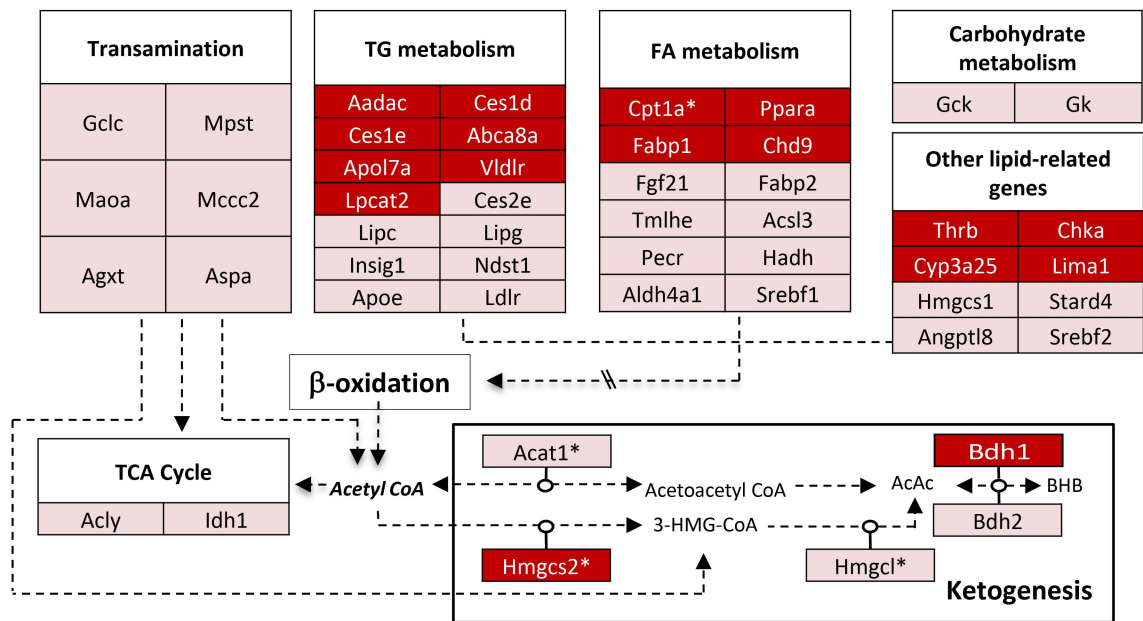 Transamination
Gclc Mpst
Maoa Mccc2
Agxt Aspa
TG metabolism
Aadac Ces1d
Ces1e Abca8a
Apol7a Vldlr
Lpcat2 Ces2e
Lipc Lipg
Insig1 Ndst1
Apoe Ldlr
FA metabolism
Cpt1a* Ppara
Fabp1 Chd9
Fgf21 Fabp2
Tmlhe Acsl3
Pecr Hadh
Aldh4a1 Srebf1
Carbohydrate
metabolism
Gck Gk
Other lipid-related
genes
Thrb Chka
Cyp3a25 Lima1
Hmgcs1 Stard4
Angptl8 Srebf2
β-oxidation
TCA Cycle
Acly Idh1
Acetyl CoA
Acat1*
Acetoacetyl CoA
AcAc
Bdh1
BHB
Bdh2
3-HMG-CoA
Hmgcs2*
Hmgcl*
Ketogenesis